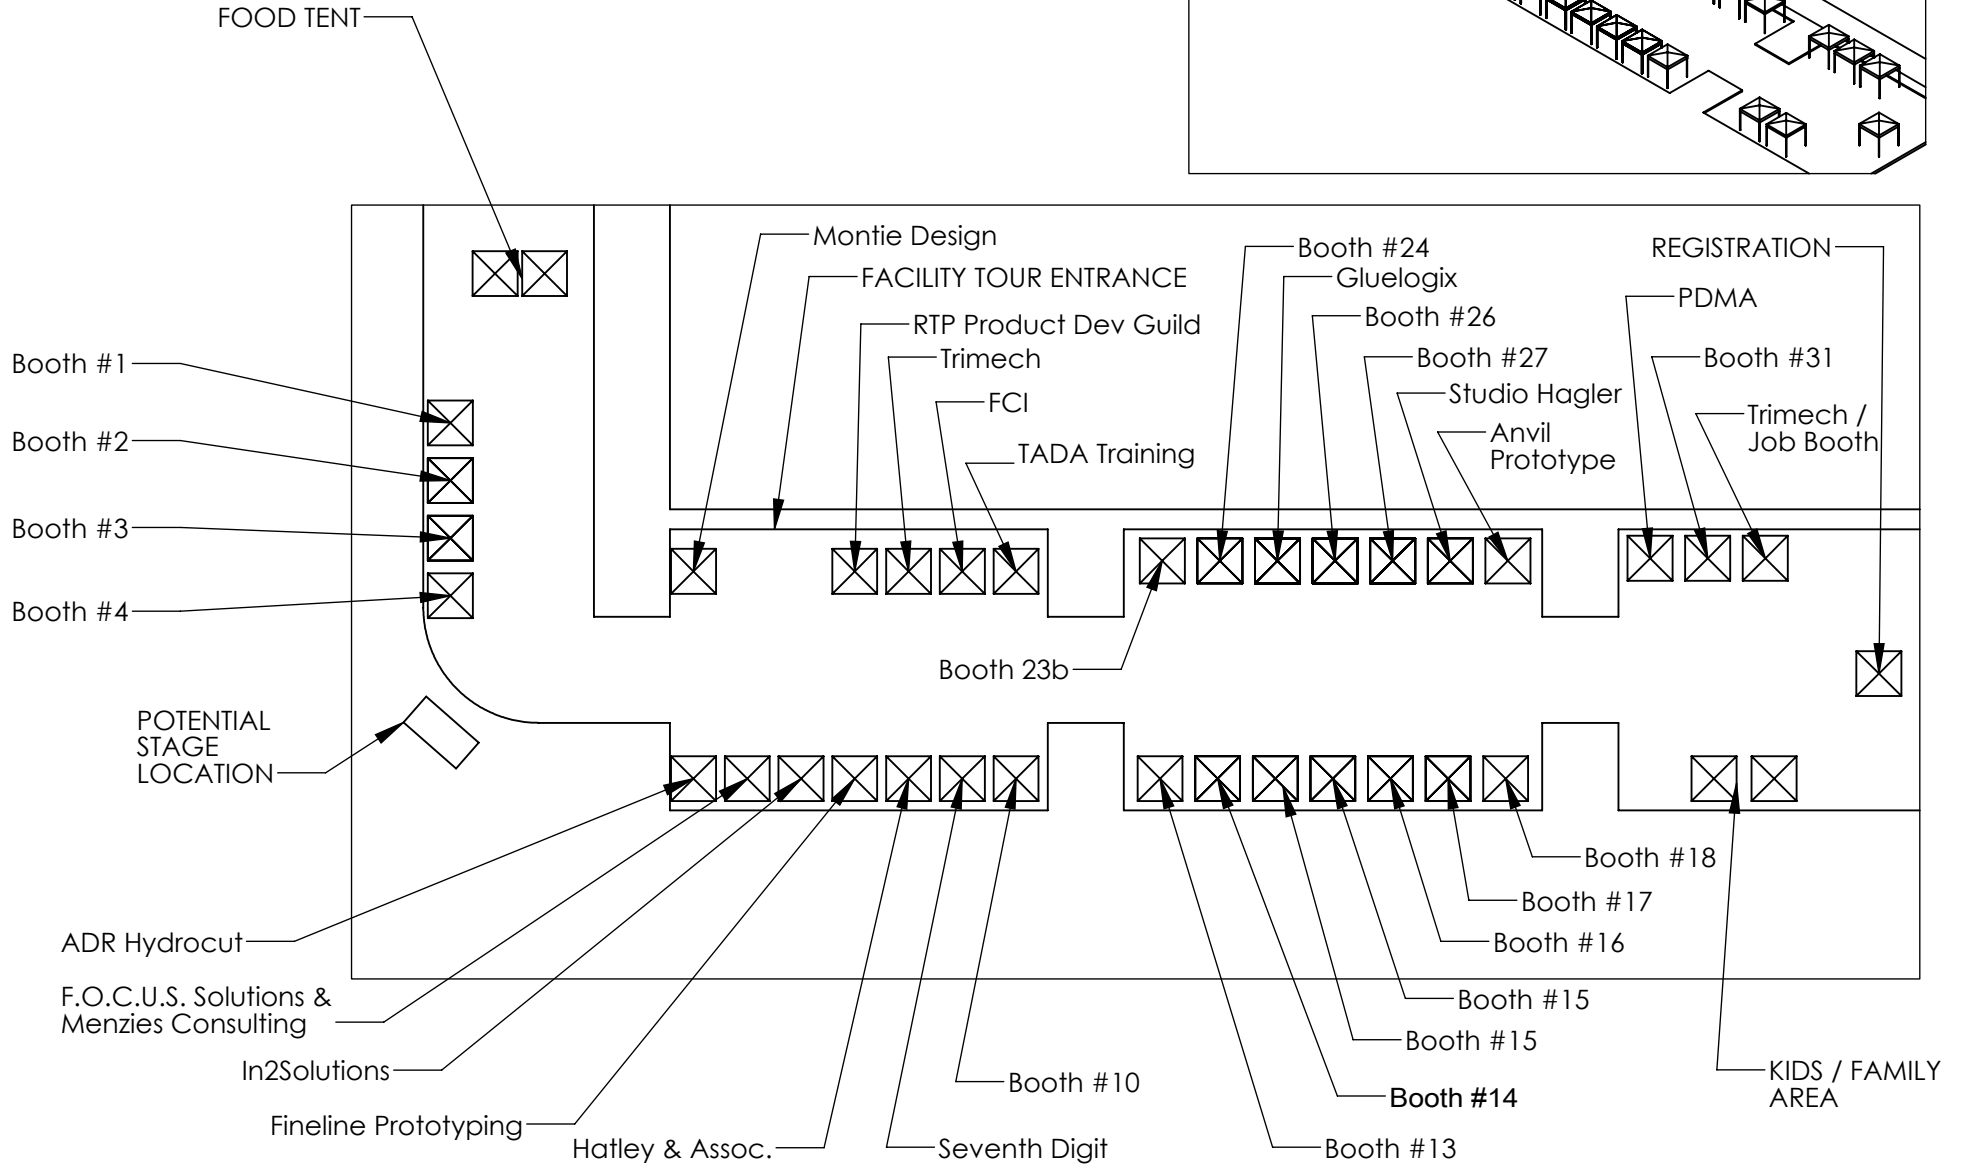 FOOD TENT
Montie Design
FACILITY TOUR ENTRANCE
RTP Product Dev Guild
Trimech
FCI
TADA Training
Booth #24
Gluelogix
Booth #26
Booth #27
Studio Hagler
Anvil
Prototype
REGISTRATION
PDMA
Booth #31
Trimech /
Job Booth
Booth #1
Booth #2
Booth #3
Booth #4
Booth 23b
POTENTIAL
STAGE
LOCATION
ADR Hydrocut
F.O.C.U.S. Solutions &
Menzies Consulting
In2Solutions
Fineline Prototyping
Hatley & Assoc.
Seventh Digit
Booth #10
Booth #18
Booth #17
Booth #16
Booth #15
Booth #15
Booth #14
Booth #13
KIDS / FAMILY
AREA